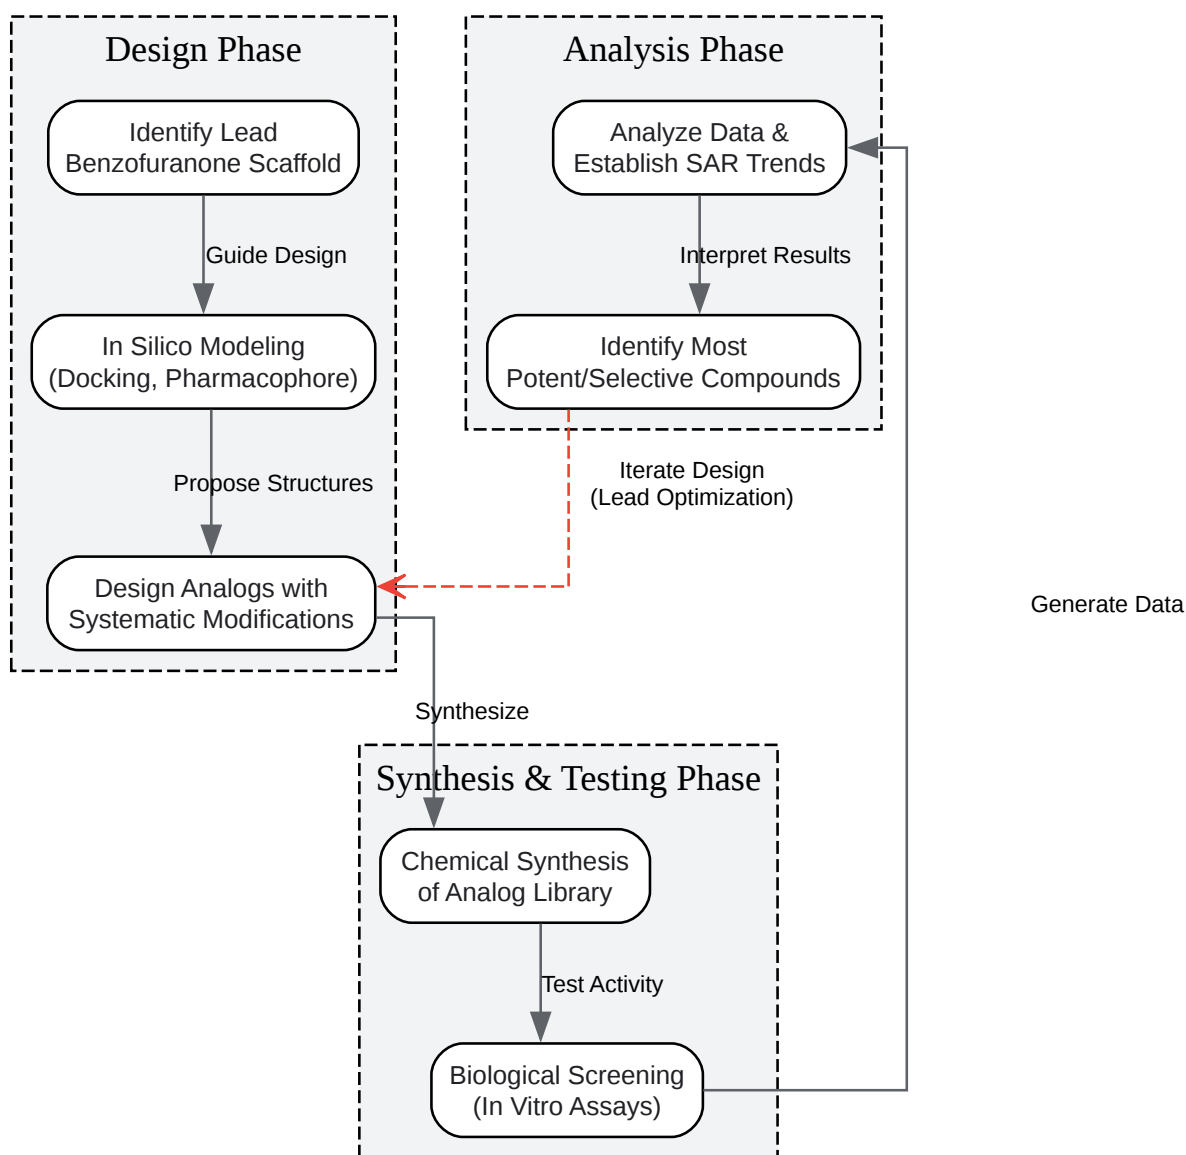 Design Phase
Identify Lead
Benzofuranone Scaffold
Guide Design
In Silico Modeling
(Docking, Pharmacophore)
Propose Structures
Design Analogs with
Systematic Modifications
Analysis Phase
Analyze Data &
Establish SAR Trends
Interpret Results
Identify Most
Potent/Selective Compounds
Iterate Design
(Lead Optimization)
Generate Data
Synthesize
Synthesis & Testing Phase
Chemical Synthesis
of Analog Library
Test Activity
Biological Screening
(In Vitro Assays)